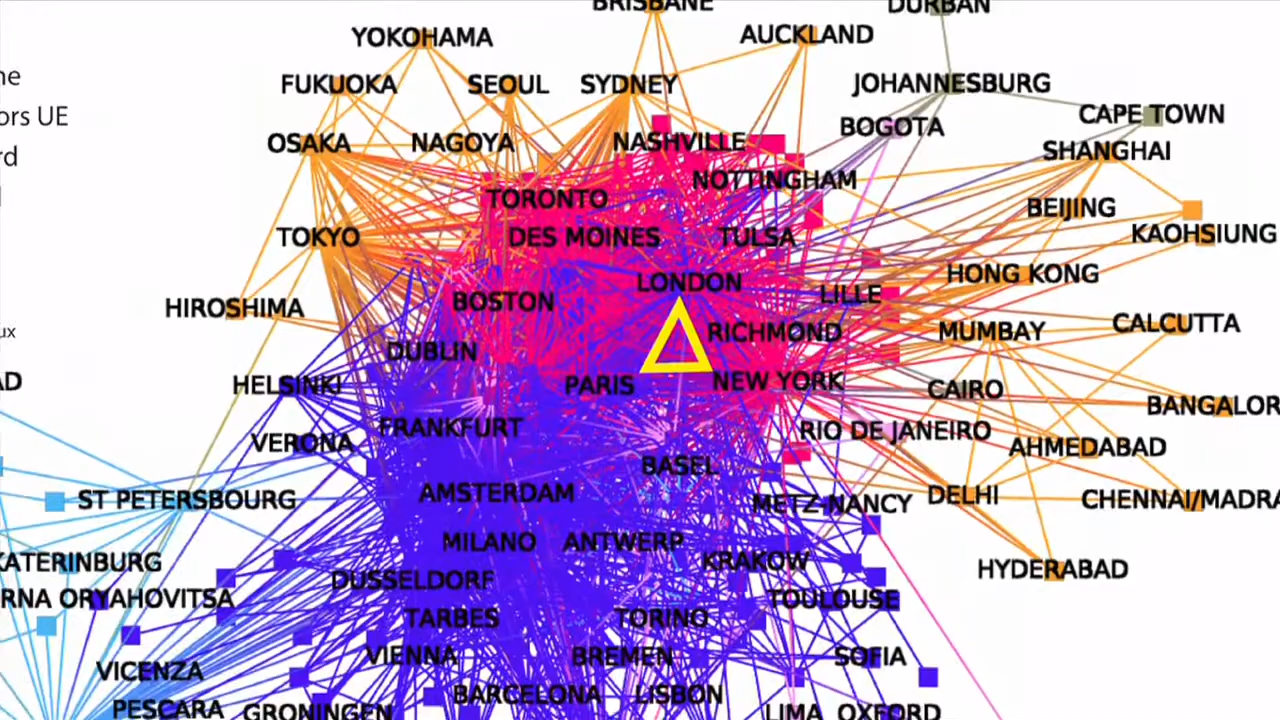 BRISBANE
DURBAN
YOKOHAMA
AUCKLAND
ne
FUKUOKA
SEOUL
SYDNEY
JOHANNESBURG
ors UE
CAPE TOWN
BOGOTA
OSAKA
NAGOYA
NASHVILLE
SHANGHAI
rd
NOTTINGHAM
TORONTO
BEIJING
KAOHSIUNG
TOKYO
DES MOINES
TULSA
HONG KONG
LONDON
LILLE
BOSTON
HIROSHIMA
CALCUTTA
ux
RICHMOND
MUMBAY
DUBLIN
AD
HELSINKI
PARIS
NEW YORK
CAIRO
BANGALOR
FRANKFURT
RIO DE JANEIRO
VERONA
AHMEDABAD
BASEL
AMSTERDAM
DELHI
ST PETERSBOURG
METZ-NANCY
CHENNAI/MADRA
MILANO
ANTWERP
KATERINBURG
KRAKOW
HYDERABAD
DUSSELDORF
RNA ORYAHOVITSA
TOULOUSE
TARBES
TORINO
VIENNA
BREMEN
SOFIA
VICENZA
BARCELONA
LISBON
PESCARA
GRONINGEN
LIMA
OXFORD